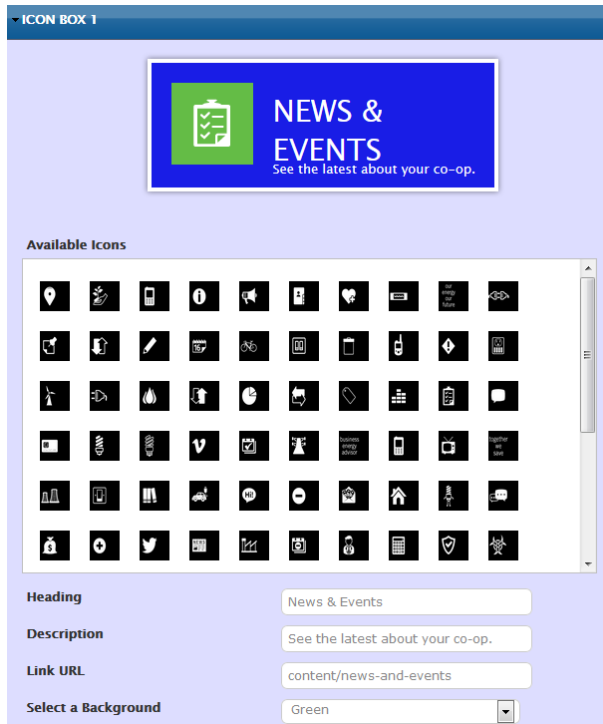 ICON BOX 1
NEWS &
EVENTS
See the latest about your co-op.
Available Icons
our
energy
our
future
16
business
energy
advisor
together
we
save
Hi!
$
Heading
News & Events
Description
See the latest about your co-op.
Link URL
content/news-and-events
Select a Background
Green